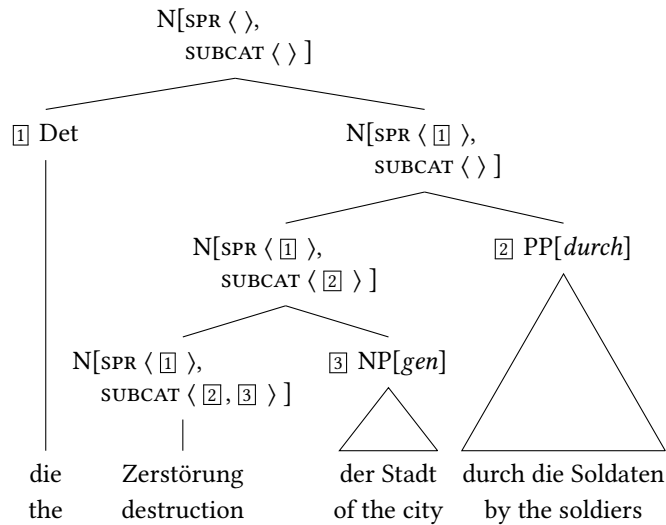 N[SPR ⟨ ⟩,
SUBCAT ⟨ ⟩ ]
1 Det
N[SPR ⟨ 1 ⟩,
SUBCAT ⟨ ⟩ ]
N[SPR ⟨ 1 ⟩,
SUBCAT ⟨ 2 ⟩ ]
2 PP[durch]
N[SPR ⟨ 1 ⟩,
SUBCAT ⟨ 2 , 3 ⟩ ]
3 NP[gen]
die Zerstörung der Stadt durch die Soldaten
the destruction of the city by the soldiers